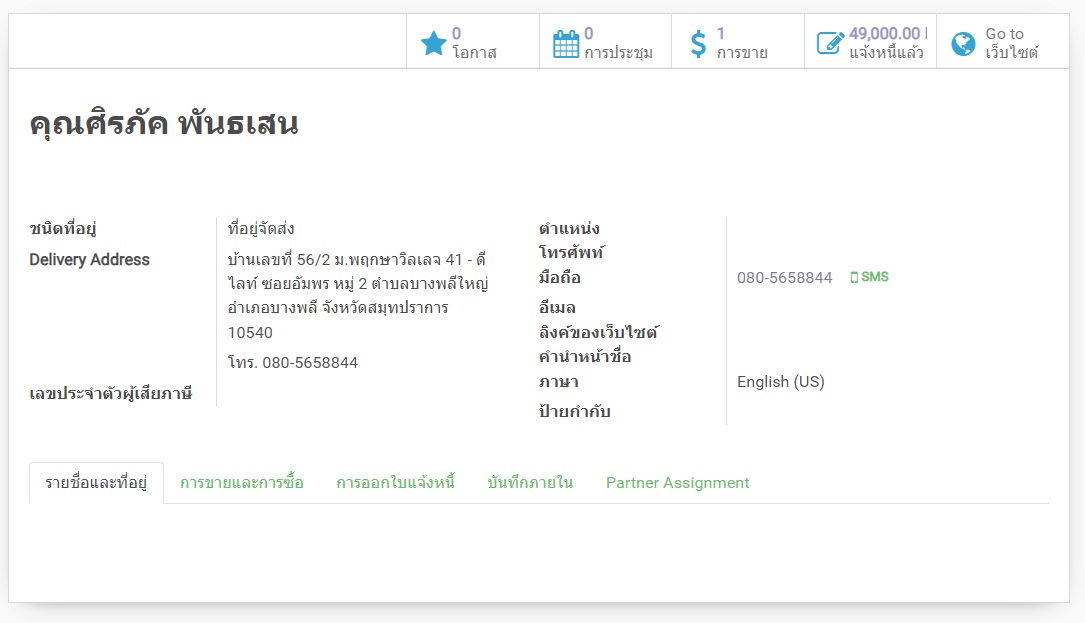 0
โอกาส
0
การประชุม
1
การขาย
49,000.00
แจ้งหนี้แล้ว
Go to
เว็บไซต์
คุณศิรภัค พันธเสน
ชนิดที่อยู่
ที่อยู่จัดส่ง
Delivery Address
บ้านเลขที่ 56/2 ม.พฤกษาวิลเลจ 41 - ดี
ไลท์ ซอยอัมพร หมู่ 2 ตำบลบางพลีใหญ่
อำเภอบางพลี จังหวัดสมุทปราการ
10540
โทร. 080-5658844
เลขประจำตัวผู้เสียภาษี
ตำแหน่ง
โทรศัพท์
มือถือ
080-5658844 SMS
อีเมล
ลิงค์ของเว็บไซต์
คำนำหน้าชื่อ
ภาษา
English (US)
ป้ายกำกับ
รายชื่อและที่อยู่ การขายและการซื้อ การออกใบแจ้งหนี้ บันทึกภายใน Partner Assignment